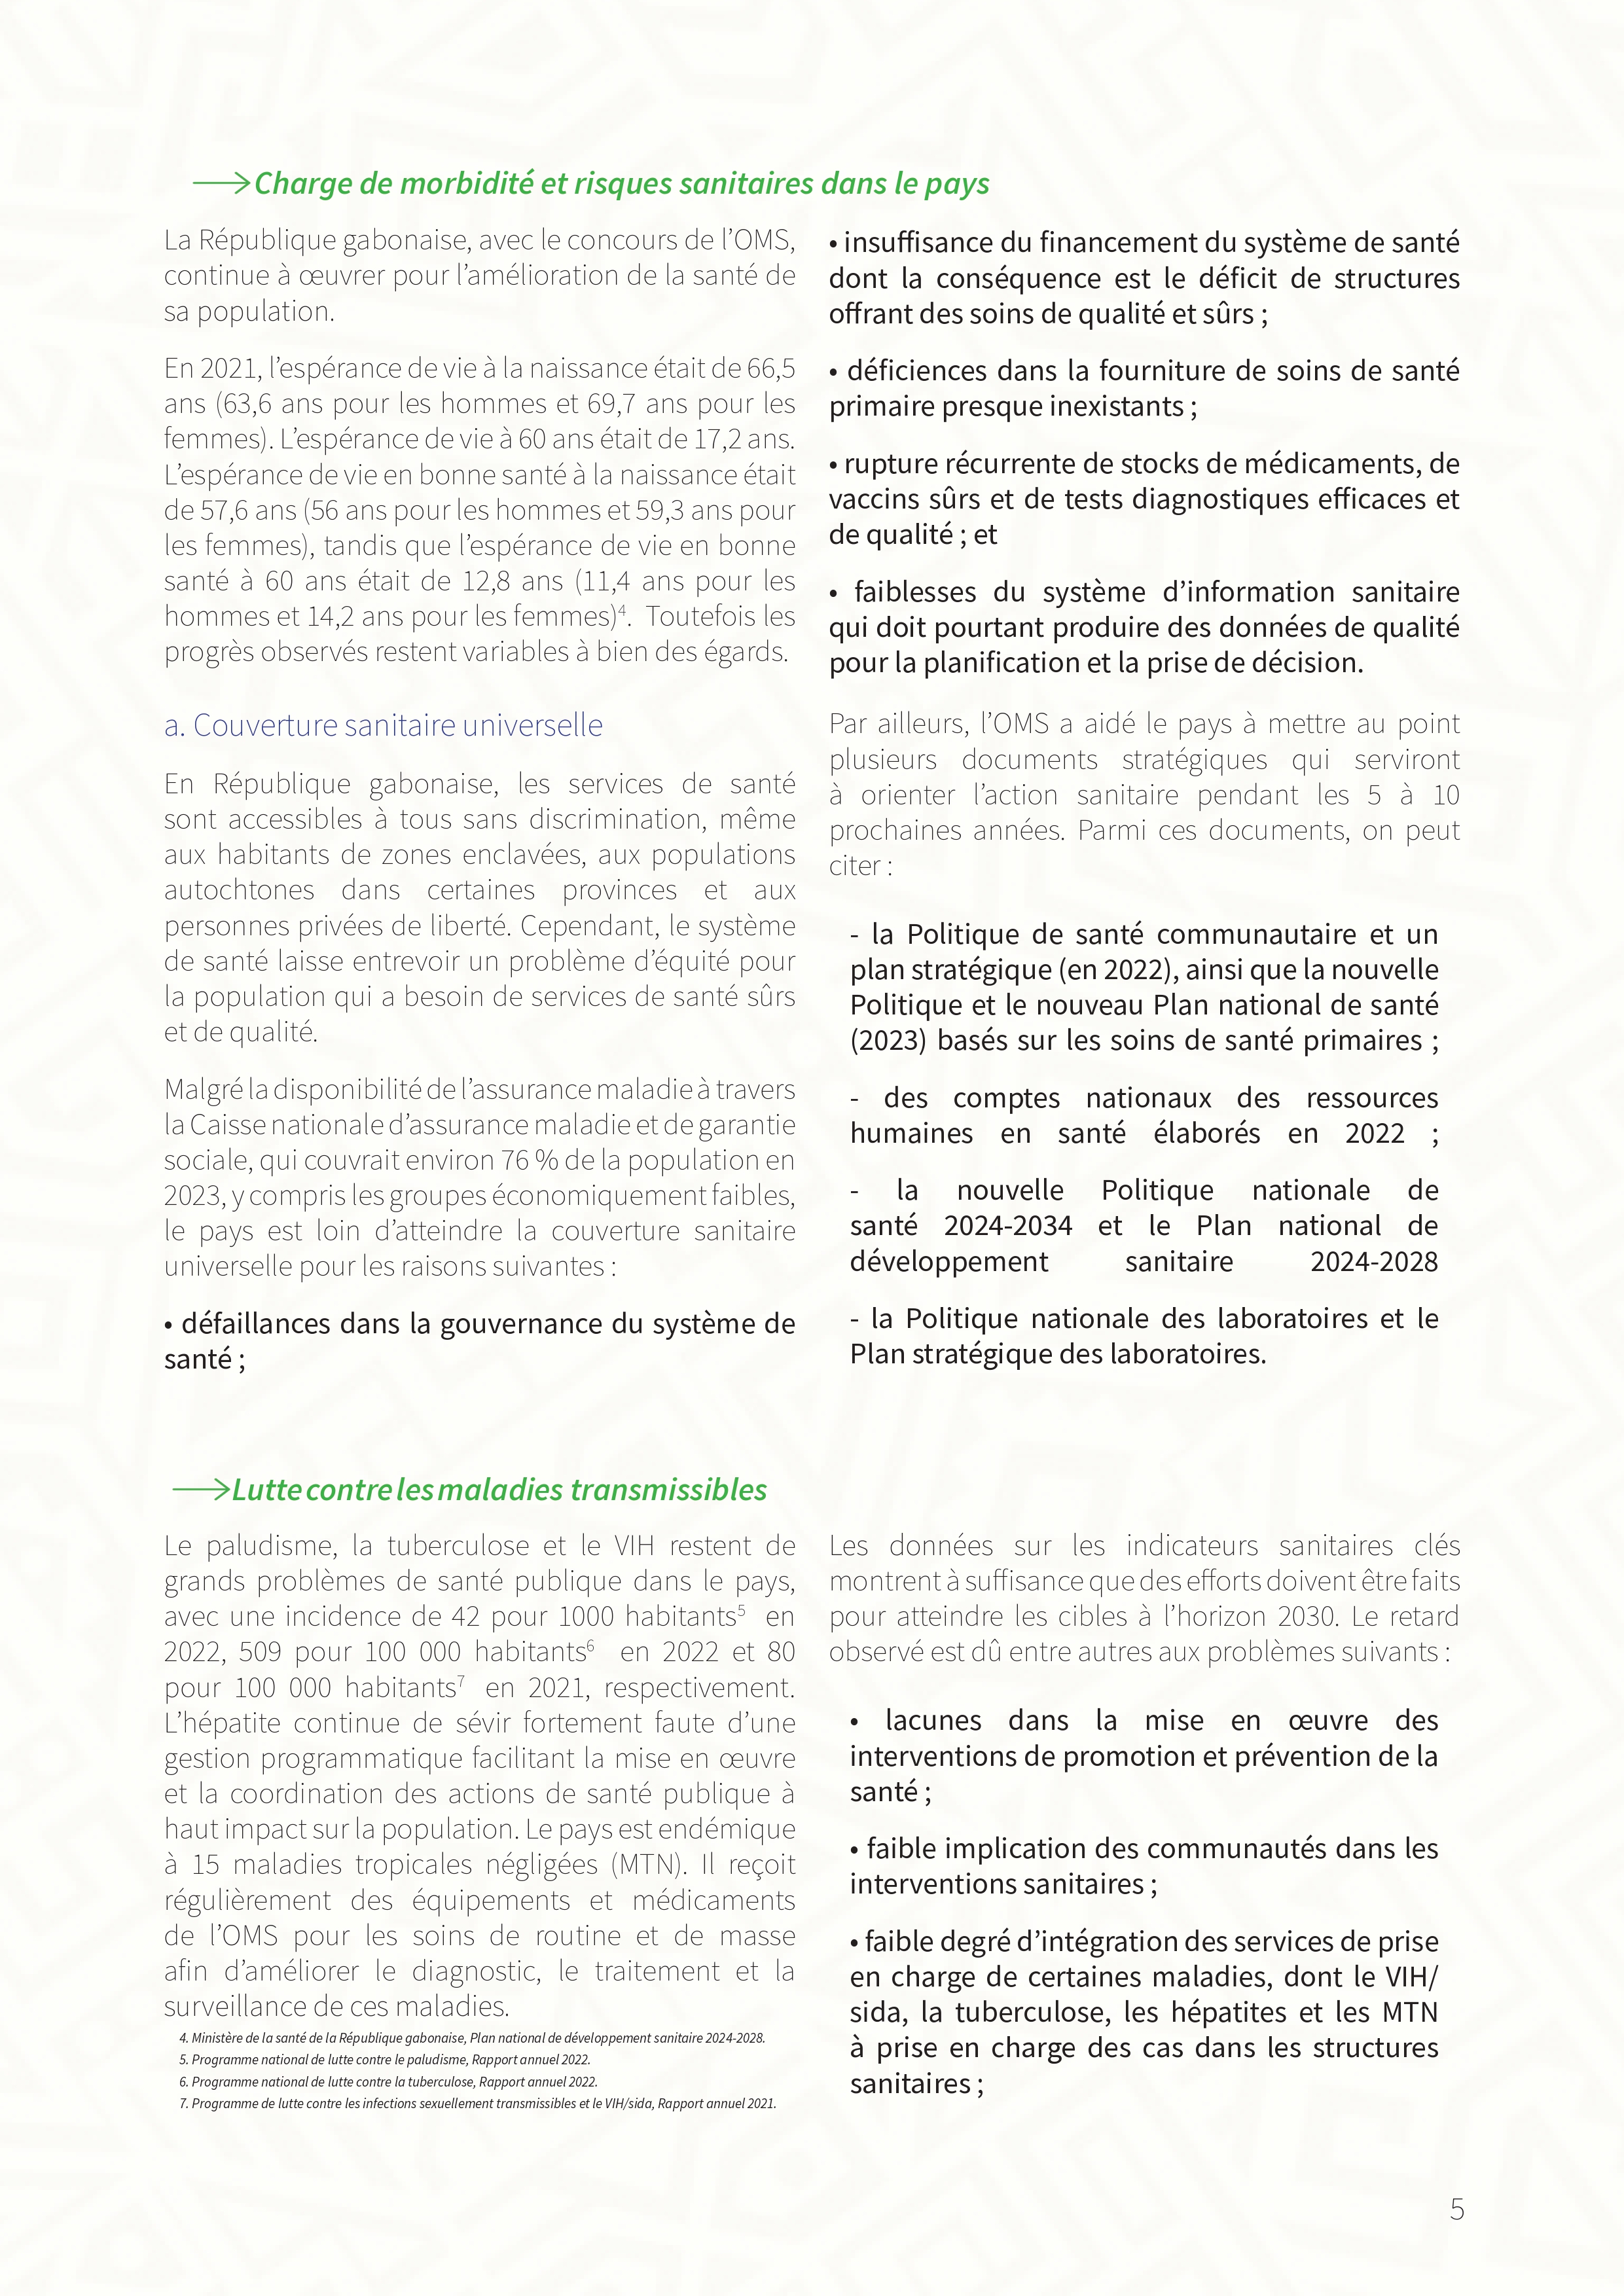 Charge de morbidité et risques sanitaires dans le pays
La République gabonaise, avec le concours de l’OMS,
continue à œuvrer pour l’amélioration de la santé de
sa population.
En 2021, l’espérance de vie à la naissance était de 66,5
ans (63,6 ans pour les hommes et 69,7 ans pour les
femmes). L’espérance de vie à 60 ans était de 17,2 ans.
L’espérance de vie en bonne santé à la naissance était
de 57,6 ans (56 ans pour les hommes et 59,3 ans pour
les femmes), tandis que l’espérance de vie en bonne
santé à 60 ans était de 12,8 ans (11,4 ans pour les
hommes et 14,2 ans pour les femmes)⁴. Toutefois les
progrès observés restent variables à bien des égards.
a. Couverture sanitaire universelle
En République gabonaise, les services de santé
sont accessibles à tous sans discrimination, même
aux habitants de zones enclavées, aux populations
autochtones dans certaines provinces et aux
personnes privées de liberté. Cependant, le système
de santé laisse entrevoir un problème d’équité pour
la population qui a besoin de services de santé sûrs
et de qualité.
Malgré la disponibilité de l’assurance maladie à travers
la Caisse nationale d’assurance maladie et de garantie
sociale, qui couvrait environ 76 % de la population en
2023, y compris les groupes économiquement faibles,
le pays est loin d’atteindre la couverture sanitaire
universelle pour les raisons suivantes :
• défaillances dans la gouvernance du système de
santé ;
• insuffisance du financement du système de santé
dont la conséquence est le déficit de structures
offrant des soins de qualité et sûrs ;
• déficiences dans la fourniture de soins de santé
primaire presque inexistants ;
• rupture récurrente de stocks de médicaments, de
vaccins sûrs et de tests diagnostiques efficaces et
de qualité ; et
• faiblesses du système d’information sanitaire
qui doit pourtant produire des données de qualité
pour la planification et la prise de décision.
Par ailleurs, l’OMS a aidé le pays à mettre au point
plusieurs documents stratégiques qui serviront
à orienter l’action sanitaire pendant les 5 à 10
prochaines années. Parmi ces documents, on peut
citer :
- la Politique de santé communautaire et un
plan stratégique (en 2022), ainsi que la nouvelle
Politique et le nouveau Plan national de santé
(2023) basés sur les soins de santé primaires ;
- des comptes nationaux des ressources
humaines en santé élaborés en 2022 ;
- la nouvelle Politique nationale de
santé 2024-2034 et le Plan national de
développement sanitaire 2024-2028
- la Politique nationale des laboratoires et le
Plan stratégique des laboratoires.
Lutte contre les maladies transmissibles
Le paludisme, la tuberculose et le VIH restent de
grands problèmes de santé publique dans le pays,
avec une incidence de 42 pour 1000 habitants⁵ en
2022, 509 pour 100 000 habitants⁶ en 2022 et 80
pour 100 000 habitants⁷ en 2021, respectivement.
L’hépatite continue de sévir fortement faute d’une
gestion programmatique facilitant la mise en œuvre
et la coordination des actions de santé publique à
haut impact sur la population. Le pays est endémique
à 15 maladies tropicales négligées (MTN). Il reçoit
régulièrement des équipements et médicaments
de l’OMS pour les soins de routine et de masse
afin d’améliorer le diagnostic, le traitement et la
surveillance de ces maladies.
4. Ministère de la santé de la République gabonaise, Plan national de développement sanitaire 2024-2028.
5. Programme national de lutte contre le paludisme, Rapport annuel 2022.
6. Programme national de lutte contre la tuberculose, Rapport annuel 2022.
7. Programme de lutte contre les infections sexuellement transmissibles et le VIH/sida, Rapport annuel 2021.
Les données sur les indicateurs sanitaires clés
montrent à suffisance que des efforts doivent être faits
pour atteindre les cibles à l’horizon 2030. Le retard
observé est dû entre autres aux problèmes suivants :
• lacunes dans la mise en œuvre des
interventions de promotion et prévention de la
santé ;
• faible implication des communautés dans les
interventions sanitaires ;
• faible degré d’intégration des services de prise
en charge de certaines maladies, dont le VIH/
sida, la tuberculose, les hépatites et les MTN
à prise en charge des cas dans les structures
sanitaires ;
5